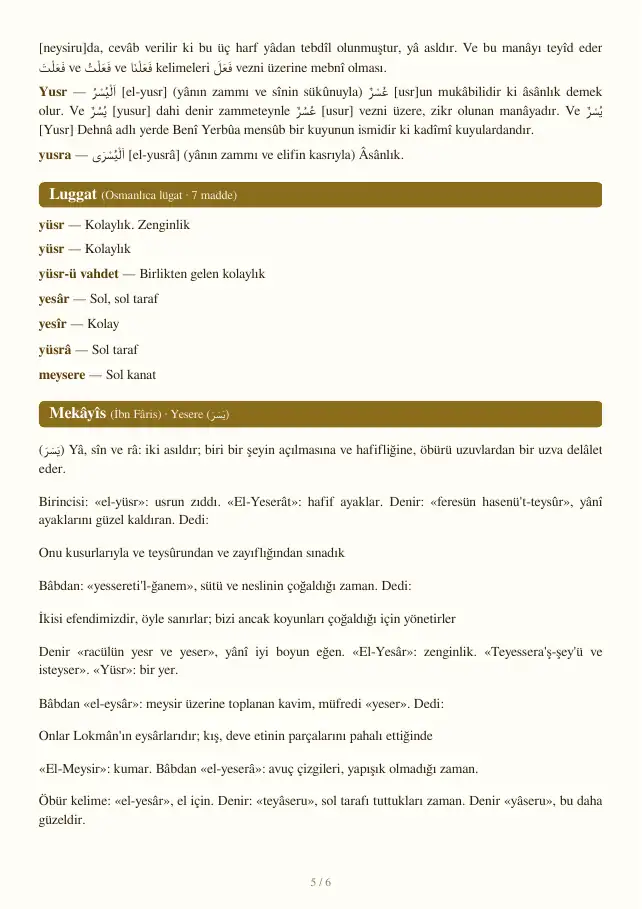 [neysiru]da, cevâb verilir ki bu üç harf yâdan tebdîl olunmuştur, yâ asldır. Ve bu manâyı teyîd eder
فَعَلْتَ ve فَعَلْتُ ve فَعَلْنَا kelimeleri فَعَلَ vezni üzerine mebnî olması.
Yusr — اَلْيُسْرُ [el-yusr] (yânın zammı ve sînin sükûnuyla) عُسْرٌ [usr]un mukâbilidir ki âsânlık demek
olur. Ve يُسُرٌ [yusur] dahi denir zammeteynle عُسُرٌ [usur] vezni üzere, zikr olunan manâyadır. Ve يُسْرٌ
[Yusr] Dehnâ adlı yerde Benî Yerbûa mensûb bir kuyunun ismidir ki kadîmî kuyulardandır.
yusra — اَلْيُسْرَى [el-yusrâ] (yânın zammı ve elifin kasrıyla) Âsânlık.
Luggat (Osmanlıca lügat · 7 madde)
yüsr — Kolaylık. Zenginlik
yüsr — Kolaylık
yüsr-ü vahdet — Birlikten gelen kolaylık
yesâr — Sol, sol taraf
yesîr — Kolay
yüsrâ — Sol taraf
meysere — Sol kanat
Mekâyîs (İbn Fâris) · Yesere (يَسَرَ)
(يَسَرَ) Yâ, sîn ve râ: iki asıldır; biri bir şeyin açılmasına ve hafifliğine, öbürü uzuvlardan bir uzva delâlet
eder.
Birincisi: «el-yüsr»: usrun zıddı. «El-Yeserât»: hafif ayaklar. Denir: «feresün hasenü't-teysûr», yânî
ayaklarını güzel kaldıran. Dedi:
Onu kusurlarıyla ve teysûrundan ve zayıflığından sınadık
Bâbdan: «yessereti'l-ğanem», sütü ve neslinin çoğaldığı zaman. Dedi:
İkisi efendimizdir, öyle sanırlar; bizi ancak koyunları çoğaldığı için yönetirler
Denir «racülün yesr ve yeser», yânî iyi boyun eğen. «El-Yesâr»: zenginlik. «Teyessera'ş-şey'ü ve
isteyser». «Yüsr»: bir yer.
Bâbdan «el-eysâr»: meysir üzerine toplanan kavim, müfredi «yeser». Dedi:
Onlar Lokmân'ın eysârlarıdır; kış, deve etinin parçalarını pahalı ettiğinde
«El-Meysir»: kumar. Bâbdan «el-yeserâ»: avuç çizgileri, yapışık olmadığı zaman.
Öbür kelime: «el-yesâr», el için. Denir: «teyâseru», sol tarafı tuttukları zaman. Denir «yâseru», bu daha
güzeldir.
5 / 6